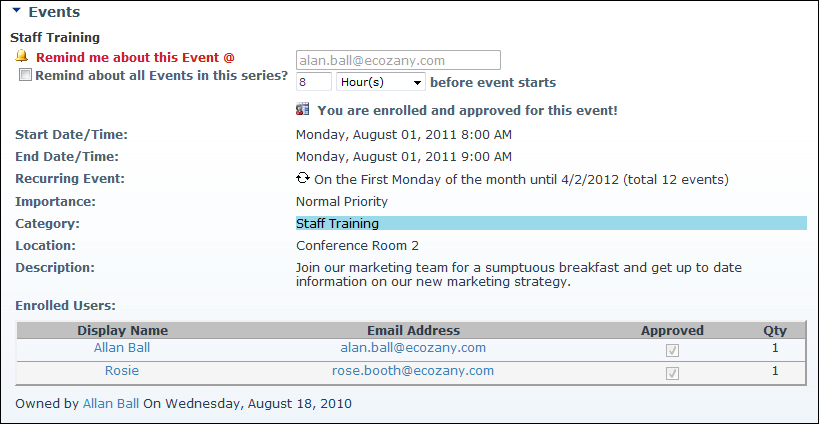 Events
Staff Training
Remind me about this Event @ alan.ball@ecozany.com
Remind about all Events in this series? 8 Hour(s) before event starts
You are enrolled and approved for this event!
Start Date/Time: Monday, August 01, 2011 8:00 AM
End Date/Time: Monday, August 01, 2011 9:00 AM
Recurring Event: On the First Monday of the month until 4/2/2012 (total 12 events)
Importance: Normal Priority
Category: Staff Training
Location: Conference Room 2
Description: Join our marketing team for a sumptuous breakfast and get up to date
information on our new marketing strategy.
Enrolled Users:
Display Name Email Address Approved Qty
Allan Ball alan.ball@ecozany.com 1
Rosie rose.booth@ecozany.com 1
Owned by Allan Ball On Wednesday, August 18, 2010